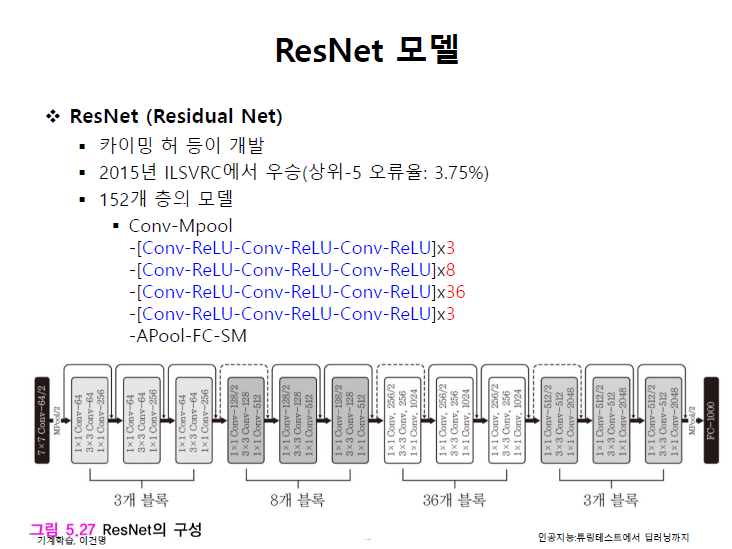 ResNet 모델
❖ ResNet (Residual Net)
▪ 카이밍 허 등이 개발
▪ 2015년 ILSVRC에서 우승(상위-5 오류율: 3.75%)
▪ 152개 층의 모델
▪ Conv-Mpool
-[Conv-ReLU-Conv-ReLU-Conv-ReLU]x3
-[Conv-ReLU-Conv-ReLU-Conv-ReLU]x8
-[Conv-ReLU-Conv-ReLU-Conv-ReLU]x36
-[Conv-ReLU-Conv-ReLU-Conv-ReLU]x3
-APool-FC-SM
7×7 Conv-64/2
MPool/2
1×1 Conv-64
3×3 Conv-64
1×1 Conv-256
1×1 Conv-64
3×3 Conv-64
1×1 Conv-256
1×1 Conv-64
3×3 Conv-64
1×1 Conv-256
1×1 Conv-128/2
3×3 Conv-128
1×1 Conv-512
1×1 Conv-128/2
3×3 Conv-128
1×1 Conv-512
1×1 Conv-128/2
3×3 Conv-128
1×1 Conv-512
1×1 Conv, 256/2
3×3 Conv, 256
1×1 Conv, 1024
1×1 Conv, 256/2
3×3 Conv, 256
1×1 Conv, 1024
1×1 Conv, 256/2
3×3 Conv, 256
1×1 Conv, 1024
1×1 Conv-512/2
3×3 Conv-512
1×1 Conv-2048
1×1 Conv-512/2
3×3 Conv-512
1×1 Conv-2048
1×1 Conv-512/2
3×3 Conv-512
1×1 Conv-2048
MPool/2
FC-1000
3개 블록
8개 블록
36개 블록
3개 블록
그림 5.27 ResNet의 구성
기계학습, 이건명
인공지능:튜링테스트에서 딥러닝까지